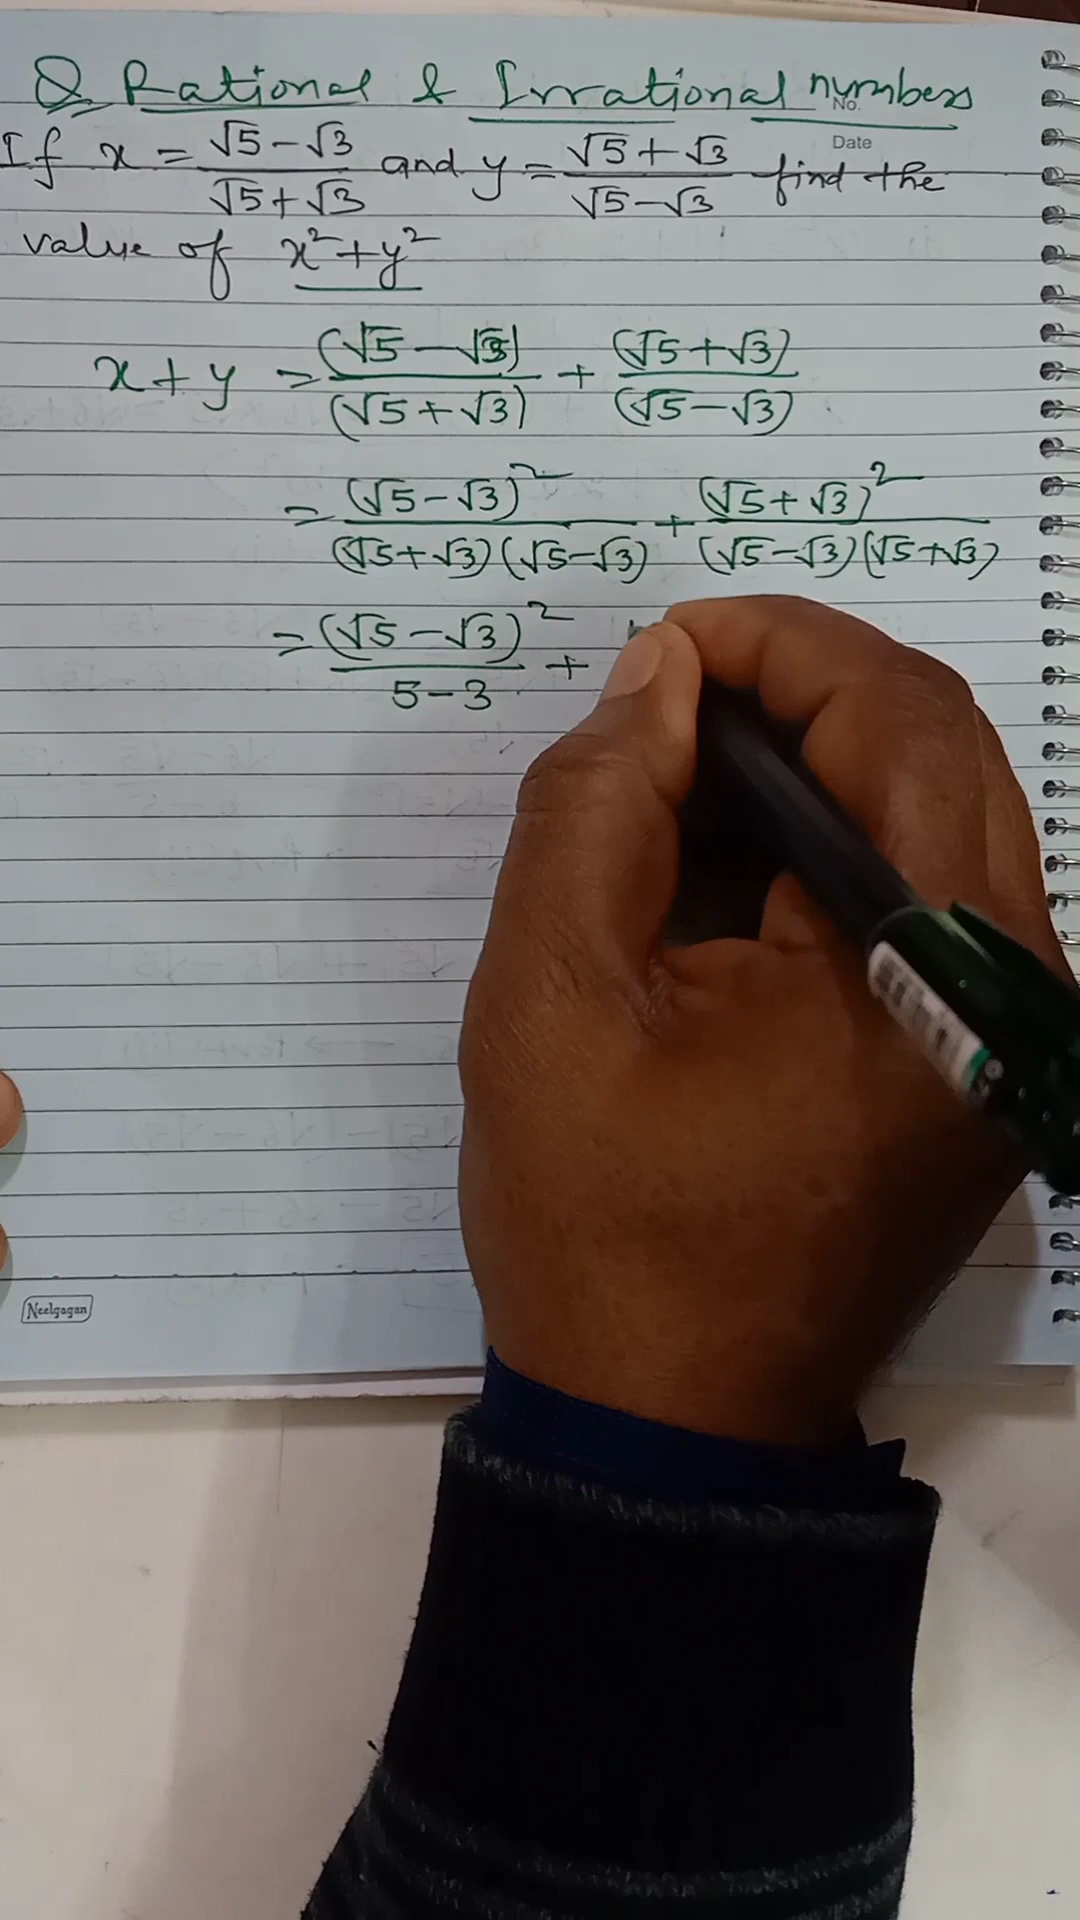 Q Rational & Irrational numbers
No.
Date
If x = √5-√3/√5+√3 and y = √5+√3/√5-√3 find the
value of x²+y²
x+y = (√5-√3)/(√5+√3) + (√5+√3)/(√5-√3)
= (√5-√3)²/(√5+√3)(√5-√3) + (√5+√3)²/(√5-√3)(√5+√3)
= (√5-√3)²/5-3 +
Neelgagan